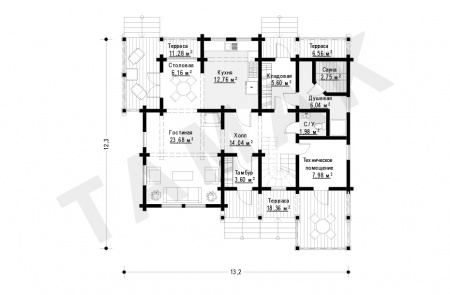 Терраса
11,28 м²
Терраса
6,56 м²
Столовая
6,16 м²
Кухня
12,76 м²
Кладовая
5,60 м²
Сауна
2,75 м²
Душевая
6,04 м²
С/У
1,98 м²
Гостиная
23,68 м²
Холл
14,04 м²
Техническое
помещение
7,98 м²
Тамбур
3,60 м²
Терраса
18,36 м²
12,3
13,2
TAMAK